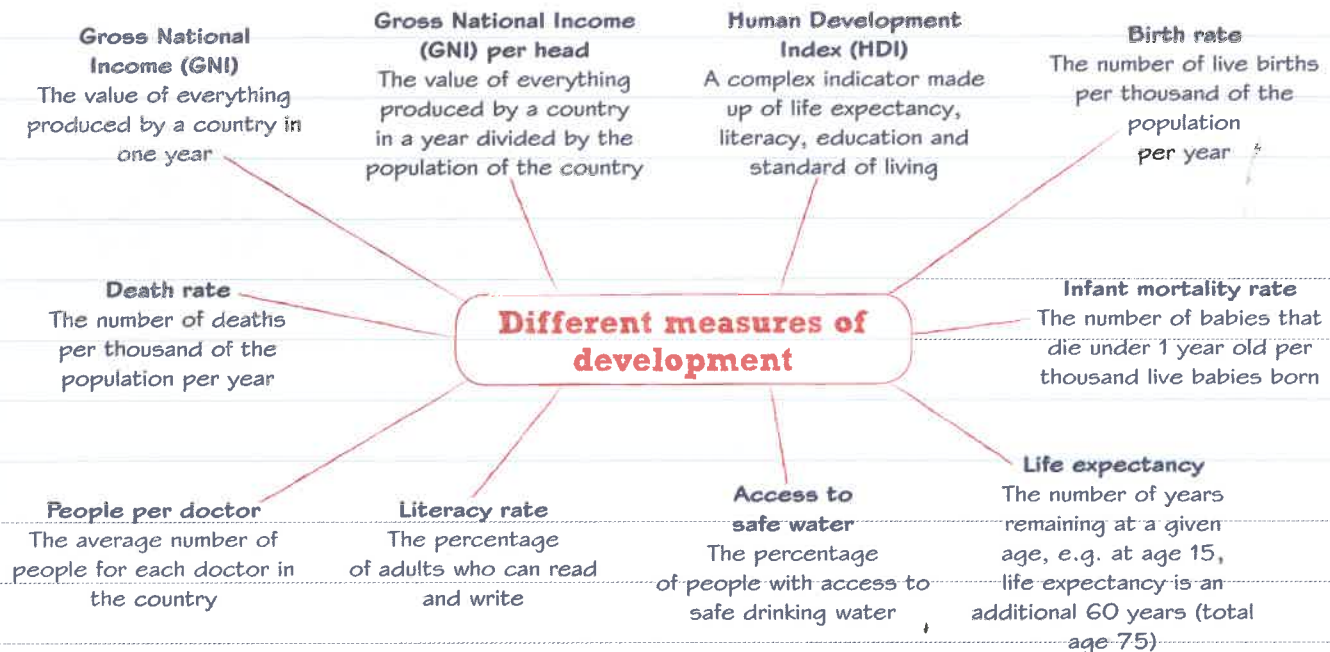 Gross National
Income (GNI)
The value of everything
produced by a country in
one year
Gross National Income
(GNI) per head
The value of everything
produced by a country
in a year divided by the
population of the country
Human Development
Index (HDI)
A complex indicator made
up of life expectancy,
literacy, education and
standard of living
Birth rate
The number of live births
per thousand of the
population
per year
Death rate
The number of deaths
per thousand of the
population per year
Different measures of
development
Infant mortality rate
The number of babies that
die under 1 year old per
thousand live babies born
People per doctor
The average number of
people for each doctor in
the country
Literacy rate
The percentage
of adults who can read
and write
Access to
safe water
The percentage
of people with access to
safe drinking water
Life expectancy
The number of years
remaining at a given
age, e.g. at age 15,
life expectancy is an
additional 60 years (total
age 75)